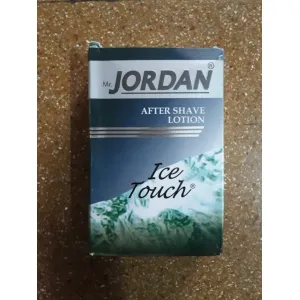 Mr. JORDAN®
AFTER SHAVE
LOTION
Ice
Touch®